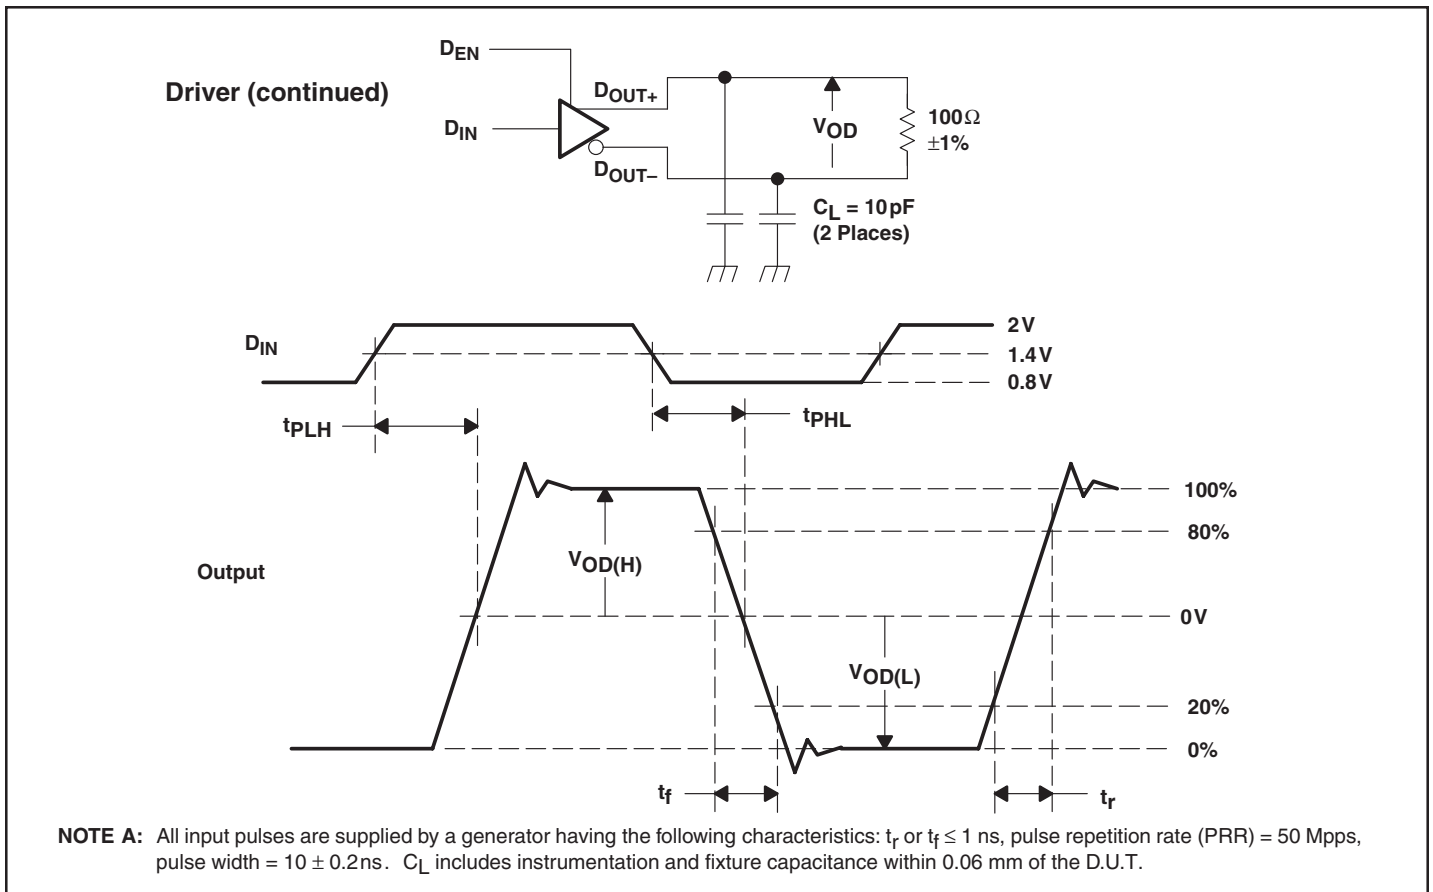 Driver (continued)
DEN
DIN
DOUT+
DOUT–
VOD
100Ω
±1%
CL = 10pF
(2 Places)
DIN
2V
1.4V
0.8V
tPLH
tPHL
Output
VOD(H)
VOD(L)
100%
80%
0V
20%
0%
tf
tr
NOTE A: All input pulses are supplied by a generator having the following characteristics: tr or tf ≤ 1 ns, pulse repetition rate (PRR) = 50 Mpps,
pulse width = 10 ± 0.2ns. CL includes instrumentation and fixture capacitance within 0.06 mm of the D.U.T.